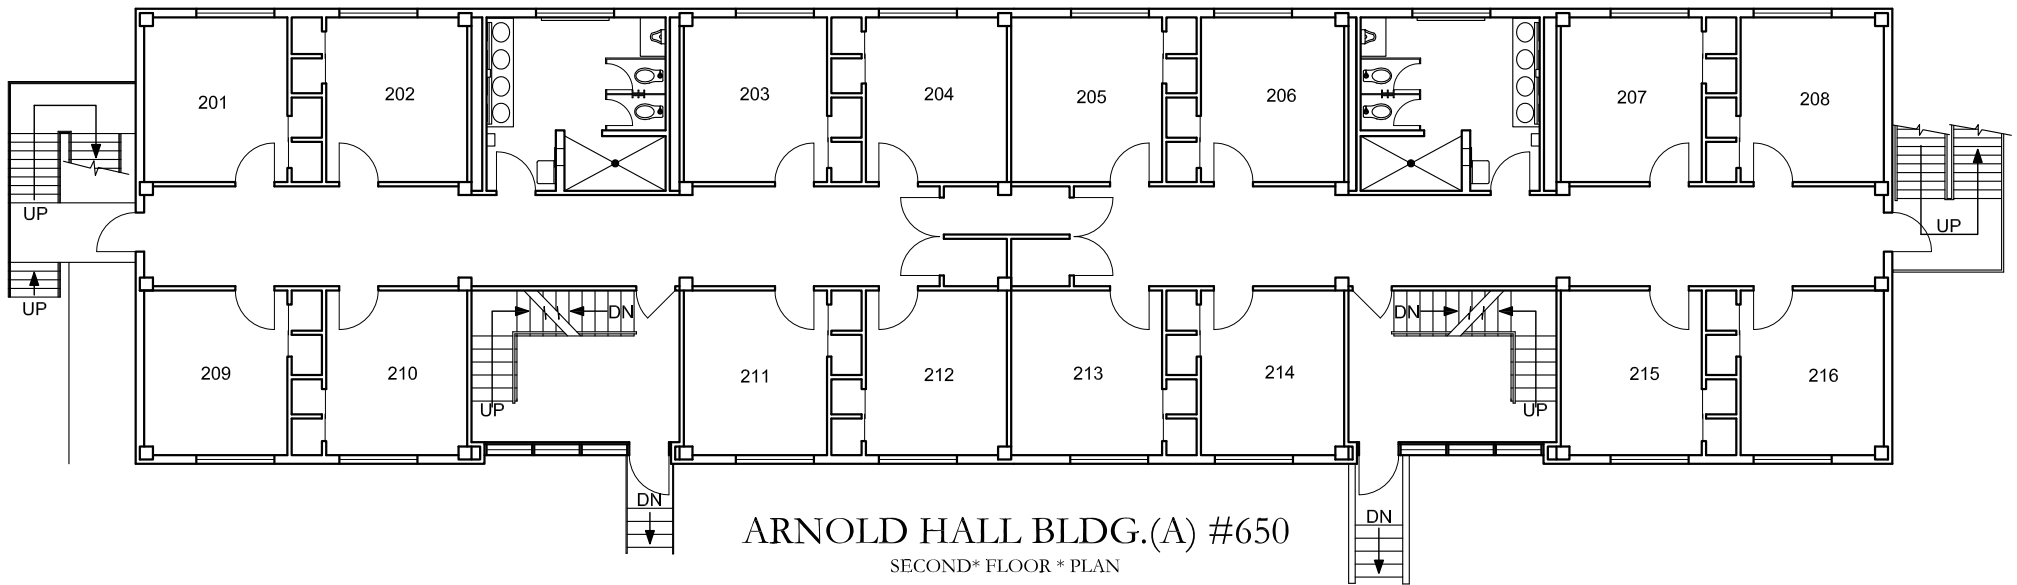 201
202
203
204
205
206
207
208
UP
UP
UP
209
210
211
212
213
214
215
216
DN
DN
UP
UP
DN
DN
ARNOLD HALL BLDG.(A) #650
SECOND* FLOOR * PLAN